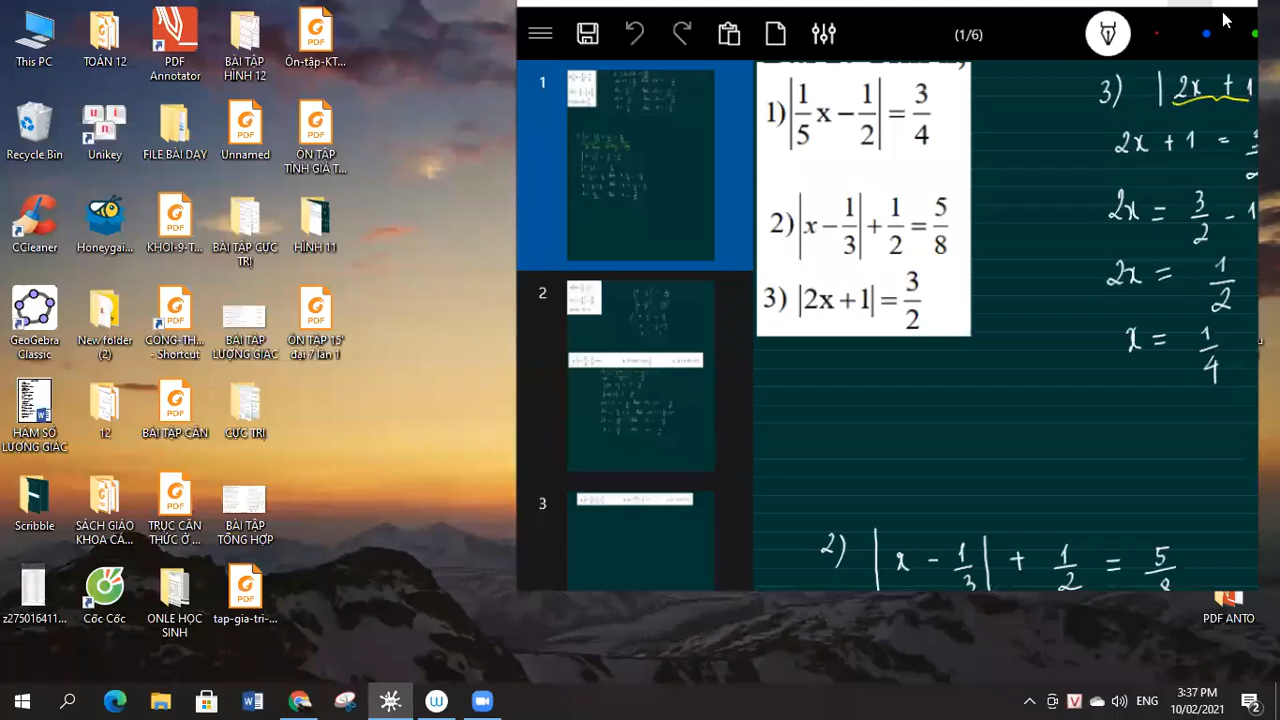 This PC
TOÁN 12
PDF Annotator
BÀI TẬP HÌNH 12
Ôn-tập-KT...
Recycle Bin
Unikey
FILE BÀI DẠY
Unnamed
ÔN TẬP TÍNH GIÁ T...
CCleaner
Honeygai...
KHOI-9-T...
BÀI TẬP CỰC TRỊ
HÌNH 11
GeoGebra Classic
New folder (2)
CÔNG-TH... - Shortcut
BÀI TẬP LƯỢNG GIÁC
ÔN TẬP 15' đại 7 lần 1
HÀM SỐ LƯỢNG GIÁC
12
BÀI TẬP CĂN
CỰC TRỊ
Scribble
SÁCH GIÁO KHOA CÁ...
TRỤC CĂN THỨC Ở ...
BÀI TẬP TỔNG HỢP
z275016411...
Cốc Cốc
ONLE HỌC SINH
tap-gia-tri-...
(1/6)
1
2
3
1) |1/5 x − 1/2| = 3/4
2) |x − 1/3| + 1/2 = 5/8
3) |2x+1| = 3/2
3) |2x + 1
2x + 1 = 3/2
2x = 3/2 - 1
2x = 1/2
x = 1/4
2) |x - 1/3| + 1/2 = 5/8
PDF ANTO
ENG
3:37 PM
10/02/2021
2